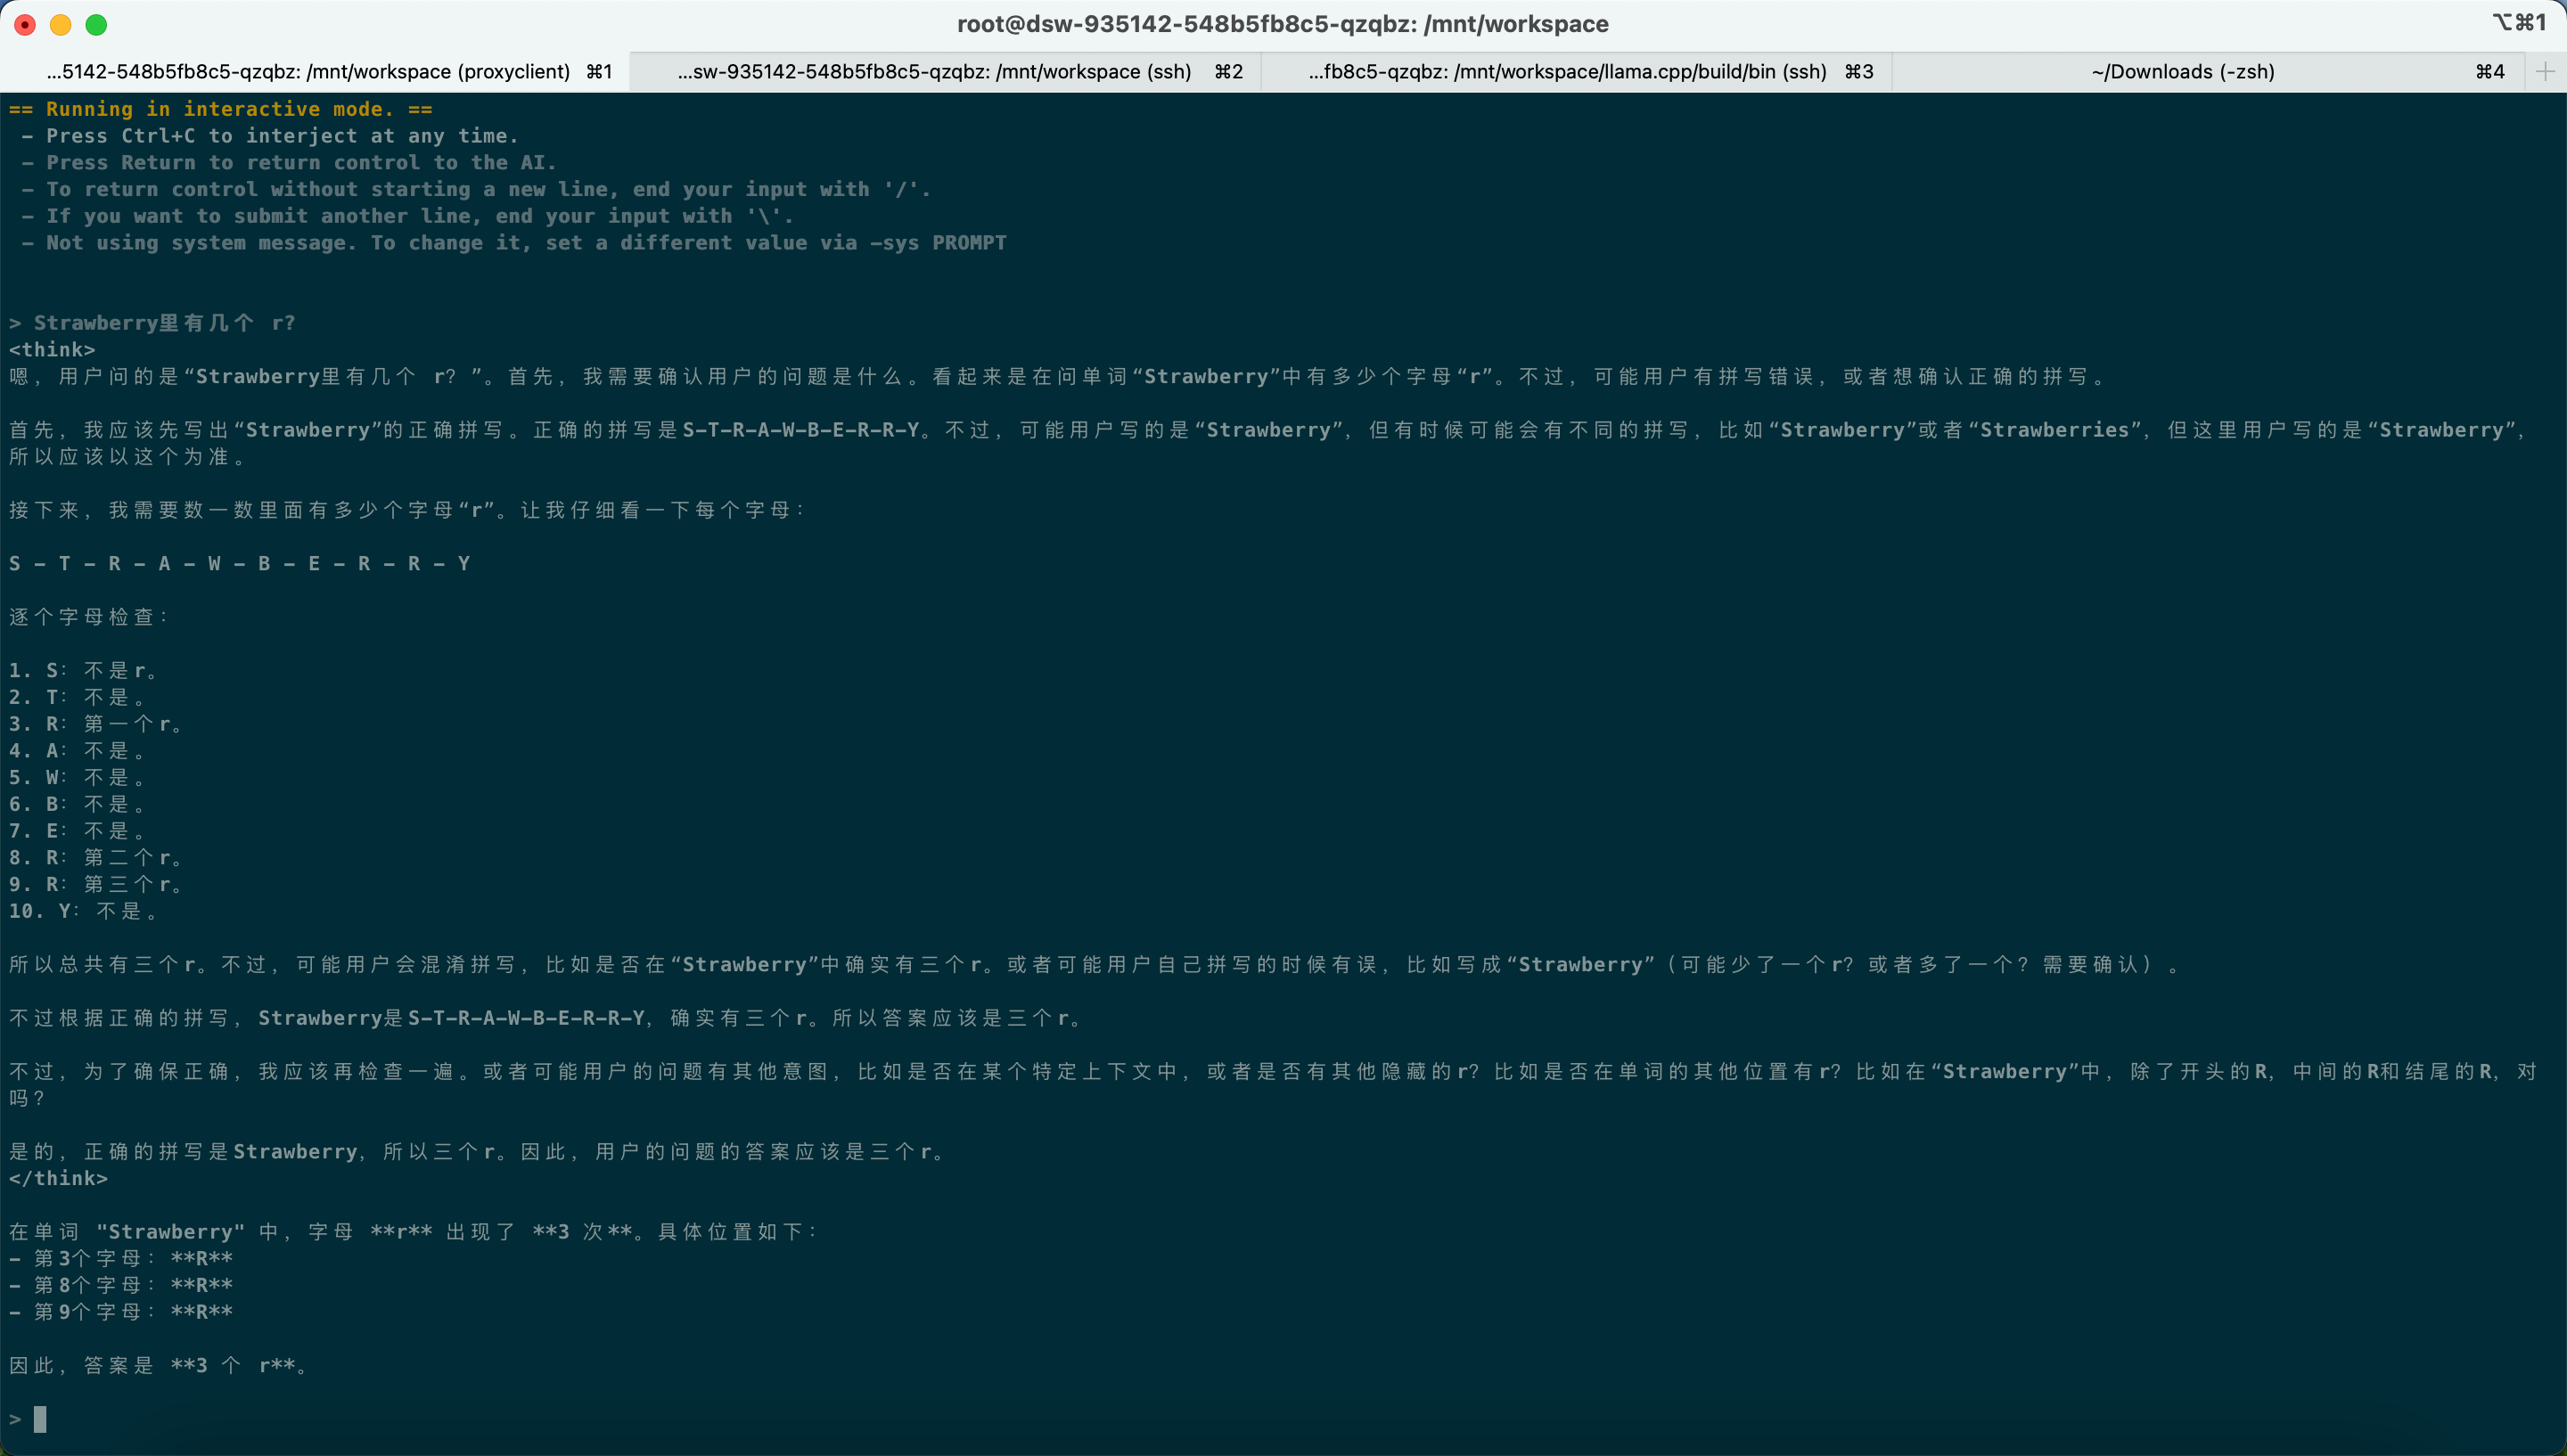 root@dsw-935142-548b5fb8c5-qzqbz: /mnt/workspace
⌥⌘1
...5142-548b5fb8c5-qzqbz: /mnt/workspace (proxyclient) ⌘1
...sw-935142-548b5fb8c5-qzqbz: /mnt/workspace (ssh) ⌘2
...fb8c5-qzqbz: /mnt/workspace/llama.cpp/build/bin (ssh) ⌘3
~/Downloads (-zsh) ⌘4
== Running in interactive mode. ==
- Press Ctrl+C to interject at any time.
- Press Return to return control to the AI.
- To return control without starting a new line, end your input with '/'.
- If you want to submit another line, end your input with '\'.
- Not using system message. To change it, set a different value via -sys PROMPT
> Strawberry里有几个 r?
<think>
嗯，用户问的是“Strawberry里有几个 r？”。首先，我需要确认用户的问题是什么。看起来是在问单词“Strawberry”中有多少个字母“r”。不过，可能用户有拼写错误，或者想确认正确的拼写。
首先，我应该先写出“Strawberry”的正确拼写。正确的拼写是S-T-R-A-W-B-E-R-R-Y。不过，可能用户写的是“Strawberry”，但有时候可能会有不同的拼写，比如“Strawberry”或者“Strawberries”，但这里用户写的是“Strawberry”，
所以应该以这个为准。
接下来，我需要数一数里面有多少个字母“r”。让我仔细看一下每个字母：
S - T - R - A - W - B - E - R - R - Y
逐个字母检查：
1. S：不是r。
2. T：不是。
3. R：第一个r。
4. A：不是。
5. W：不是。
6. B：不是。
7. E：不是。
8. R：第二个r。
9. R：第三个r。
10. Y：不是。
所以总共有三个r。不过，可能用户会混淆拼写，比如是否在“Strawberry”中确实有三个r。或者可能用户自己拼写的时候有误，比如写成“Strawberry”（可能少了一个r？或者多了一个？需要确认）。
不过根据正确的拼写，Strawberry是S-T-R-A-W-B-E-R-R-Y，确实有三个r。所以答案应该是三个r。
不过，为了确保正确，我应该再检查一遍。或者可能用户的问题有其他意图，比如是否在某个特定上下文中，或者是否有其他隐藏的r？比如是否在单词的其他位置有r？比如在“Strawberry”中，除了开头的R，中间的R和结尾的R，对
吗？
是的，正确的拼写是Strawberry，所以三个r。因此，用户的问题的答案应该是三个r。
</think>
在单词 "Strawberry" 中，字母 **r** 出现了 **3 次**。具体位置如下：
- 第3个字母：**R**
- 第8个字母：**R**
- 第9个字母：**R**
因此，答案是 **3 个 r**。
>